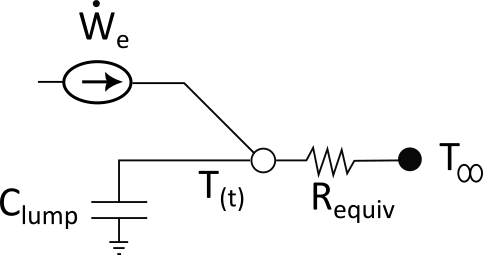 Ẇe
T(t)
T∞
Clump
Requiv